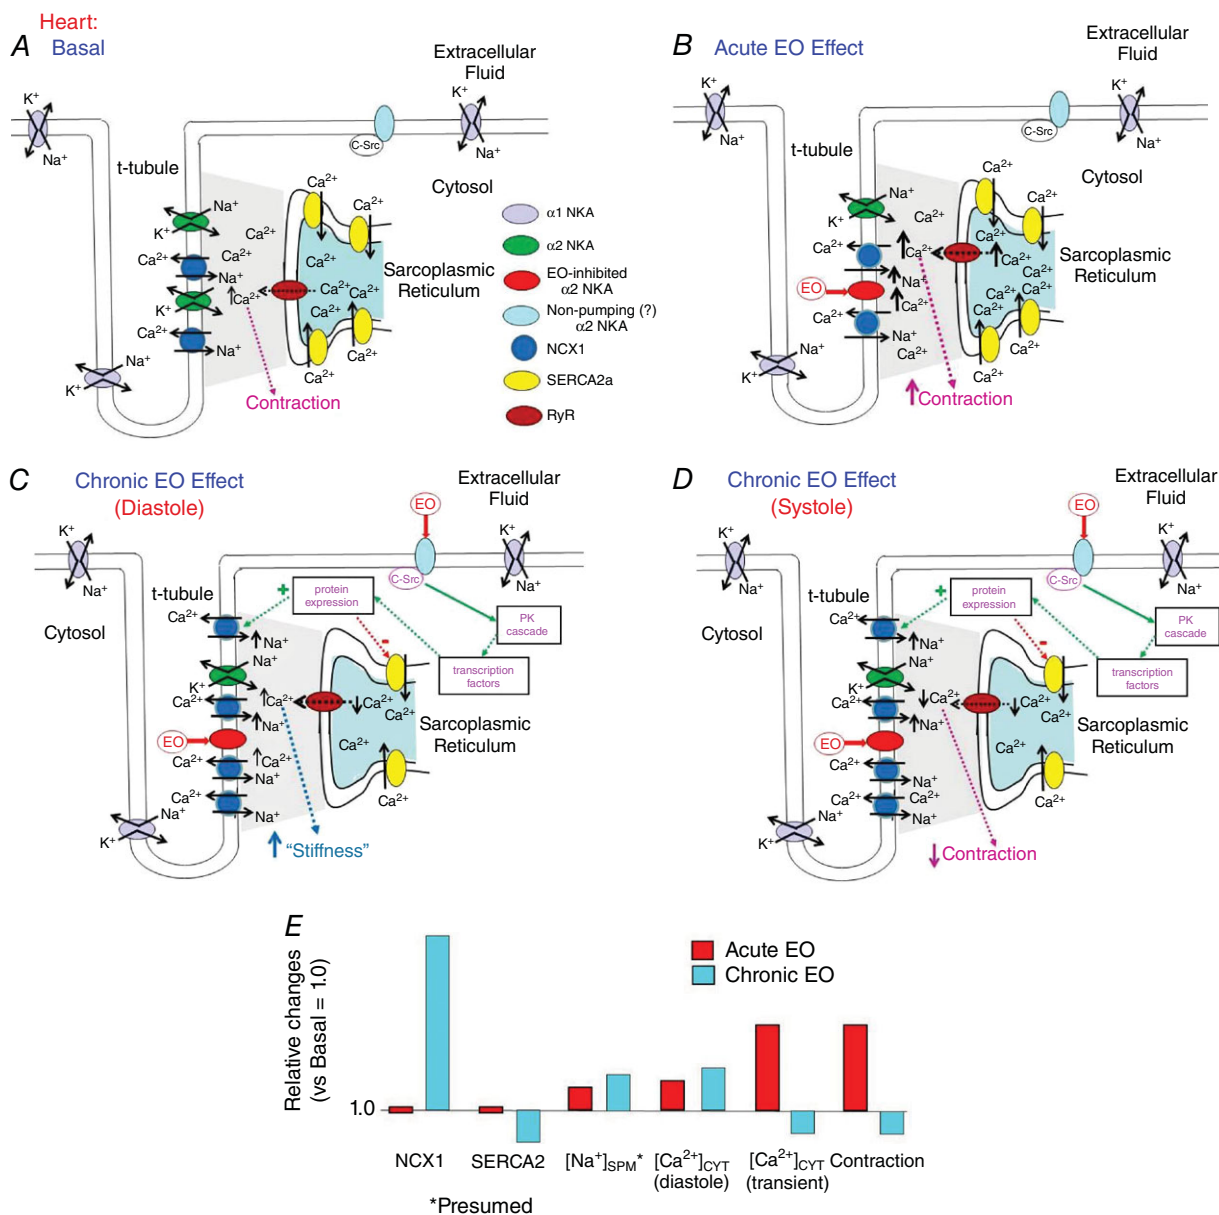 Heart:
A Basal
Extracellular
Fluid
K⁺
K⁺
Na⁺
C-Src
Na⁺
t-tubule
Cytosol
Ca²⁺
Ca²⁺
Na⁺
K⁺
Ca²⁺
Ca²⁺
Ca²⁺
Ca²⁺
Na⁺
Ca²⁺
Ca²⁺
K⁺
Ca²⁺
Ca²⁺
Ca²⁺
Na⁺
Ca²⁺
Ca²⁺
Na⁺
K⁺
Sarcoplasmic
Reticulum
Contraction
α1 NKA
α2 NKA
EO-inhibited
α2 NKA
Non-pumping (?)
α2 NKA
NCX1
SERCA2a
RyR
B Acute EO Effect
Extracellular
Fluid
K⁺
K⁺
Na⁺
C-Src
Na⁺
t-tubule
Cytosol
Ca²⁺
Ca²⁺
Na⁺
K⁺
Ca²⁺
Ca²⁺
Ca²⁺
Ca²⁺
Ca²⁺
Na⁺
EO
Ca²⁺
Ca²⁺
Ca²⁺
Ca²⁺
Ca²⁺
Na⁺
Ca²⁺
Ca²⁺
Ca²⁺
Na⁺
K⁺
Sarcoplasmic
Reticulum
Contraction
C Chronic EO Effect
(Diastole)
Extracellular
Fluid
EO
K⁺
K⁺
Na⁺
C-Src
Na⁺
t-tubule
Cytosol
+
protein
expression
PK
cascade
transcription
factors
-
Ca²⁺
Na⁺
Na⁺
K⁺
Ca²⁺
Ca²⁺
Ca²⁺
Ca²⁺
Na⁺
EO
Ca²⁺
Ca²⁺
Ca²⁺
Na⁺
Ca²⁺
Na⁺
Ca²⁺
Na⁺
K⁺
Sarcoplasmic
Reticulum
"Stiffness"
D Chronic EO Effect
(Systole)
Extracellular
Fluid
EO
K⁺
K⁺
Na⁺
C-Src
Na⁺
t-tubule
Cytosol
+
protein
expression
PK
cascade
transcription
factors
-
Ca²⁺
Na⁺
Na⁺
K⁺
Ca²⁺
Ca²⁺
Ca²⁺
Ca²⁺
Na⁺
EO
Ca²⁺
Ca²⁺
Na⁺
Ca²⁺
Ca²⁺
Ca²⁺
Na⁺
Na⁺
K⁺
Sarcoplasmic
Reticulum
Contraction
E
Relative changes
(vs Basal = 1.0)
Acute EO
Chronic EO
1.0
NCX1 SERCA2 [Na⁺]SPM* [Ca²⁺]CYT [Ca²⁺]CYT Contraction
(diastole) (transient)
*Presumed